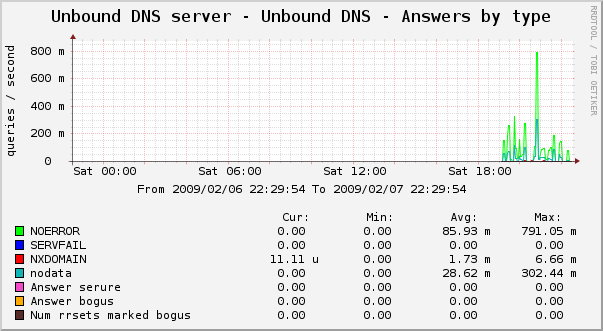 Unbound DNS server - Unbound DNS - Answers by type
RRDTOOL / TOBI OETIKER
queries / second
800 m
600 m
400 m
200 m
0
Sat 00:00 Sat 06:00 Sat 12:00 Sat 18:00
From 2009/02/06 22:29:54 To 2009/02/07 22:29:54
Cur: Min: Avg: Max:
NOERROR 0.00 0.00 85.93 m 791.05 m
SERVFAIL 0.00 0.00 0.00 0.00
NXDOMAIN 11.11 u 0.00 1.73 m 6.66 m
nodata 0.00 0.00 28.62 m 302.44 m
Answer serure 0.00 0.00 0.00 0.00
Answer bogus 0.00 0.00 0.00 0.00
Num rrsets marked bogus 0.00 0.00 0.00 0.00